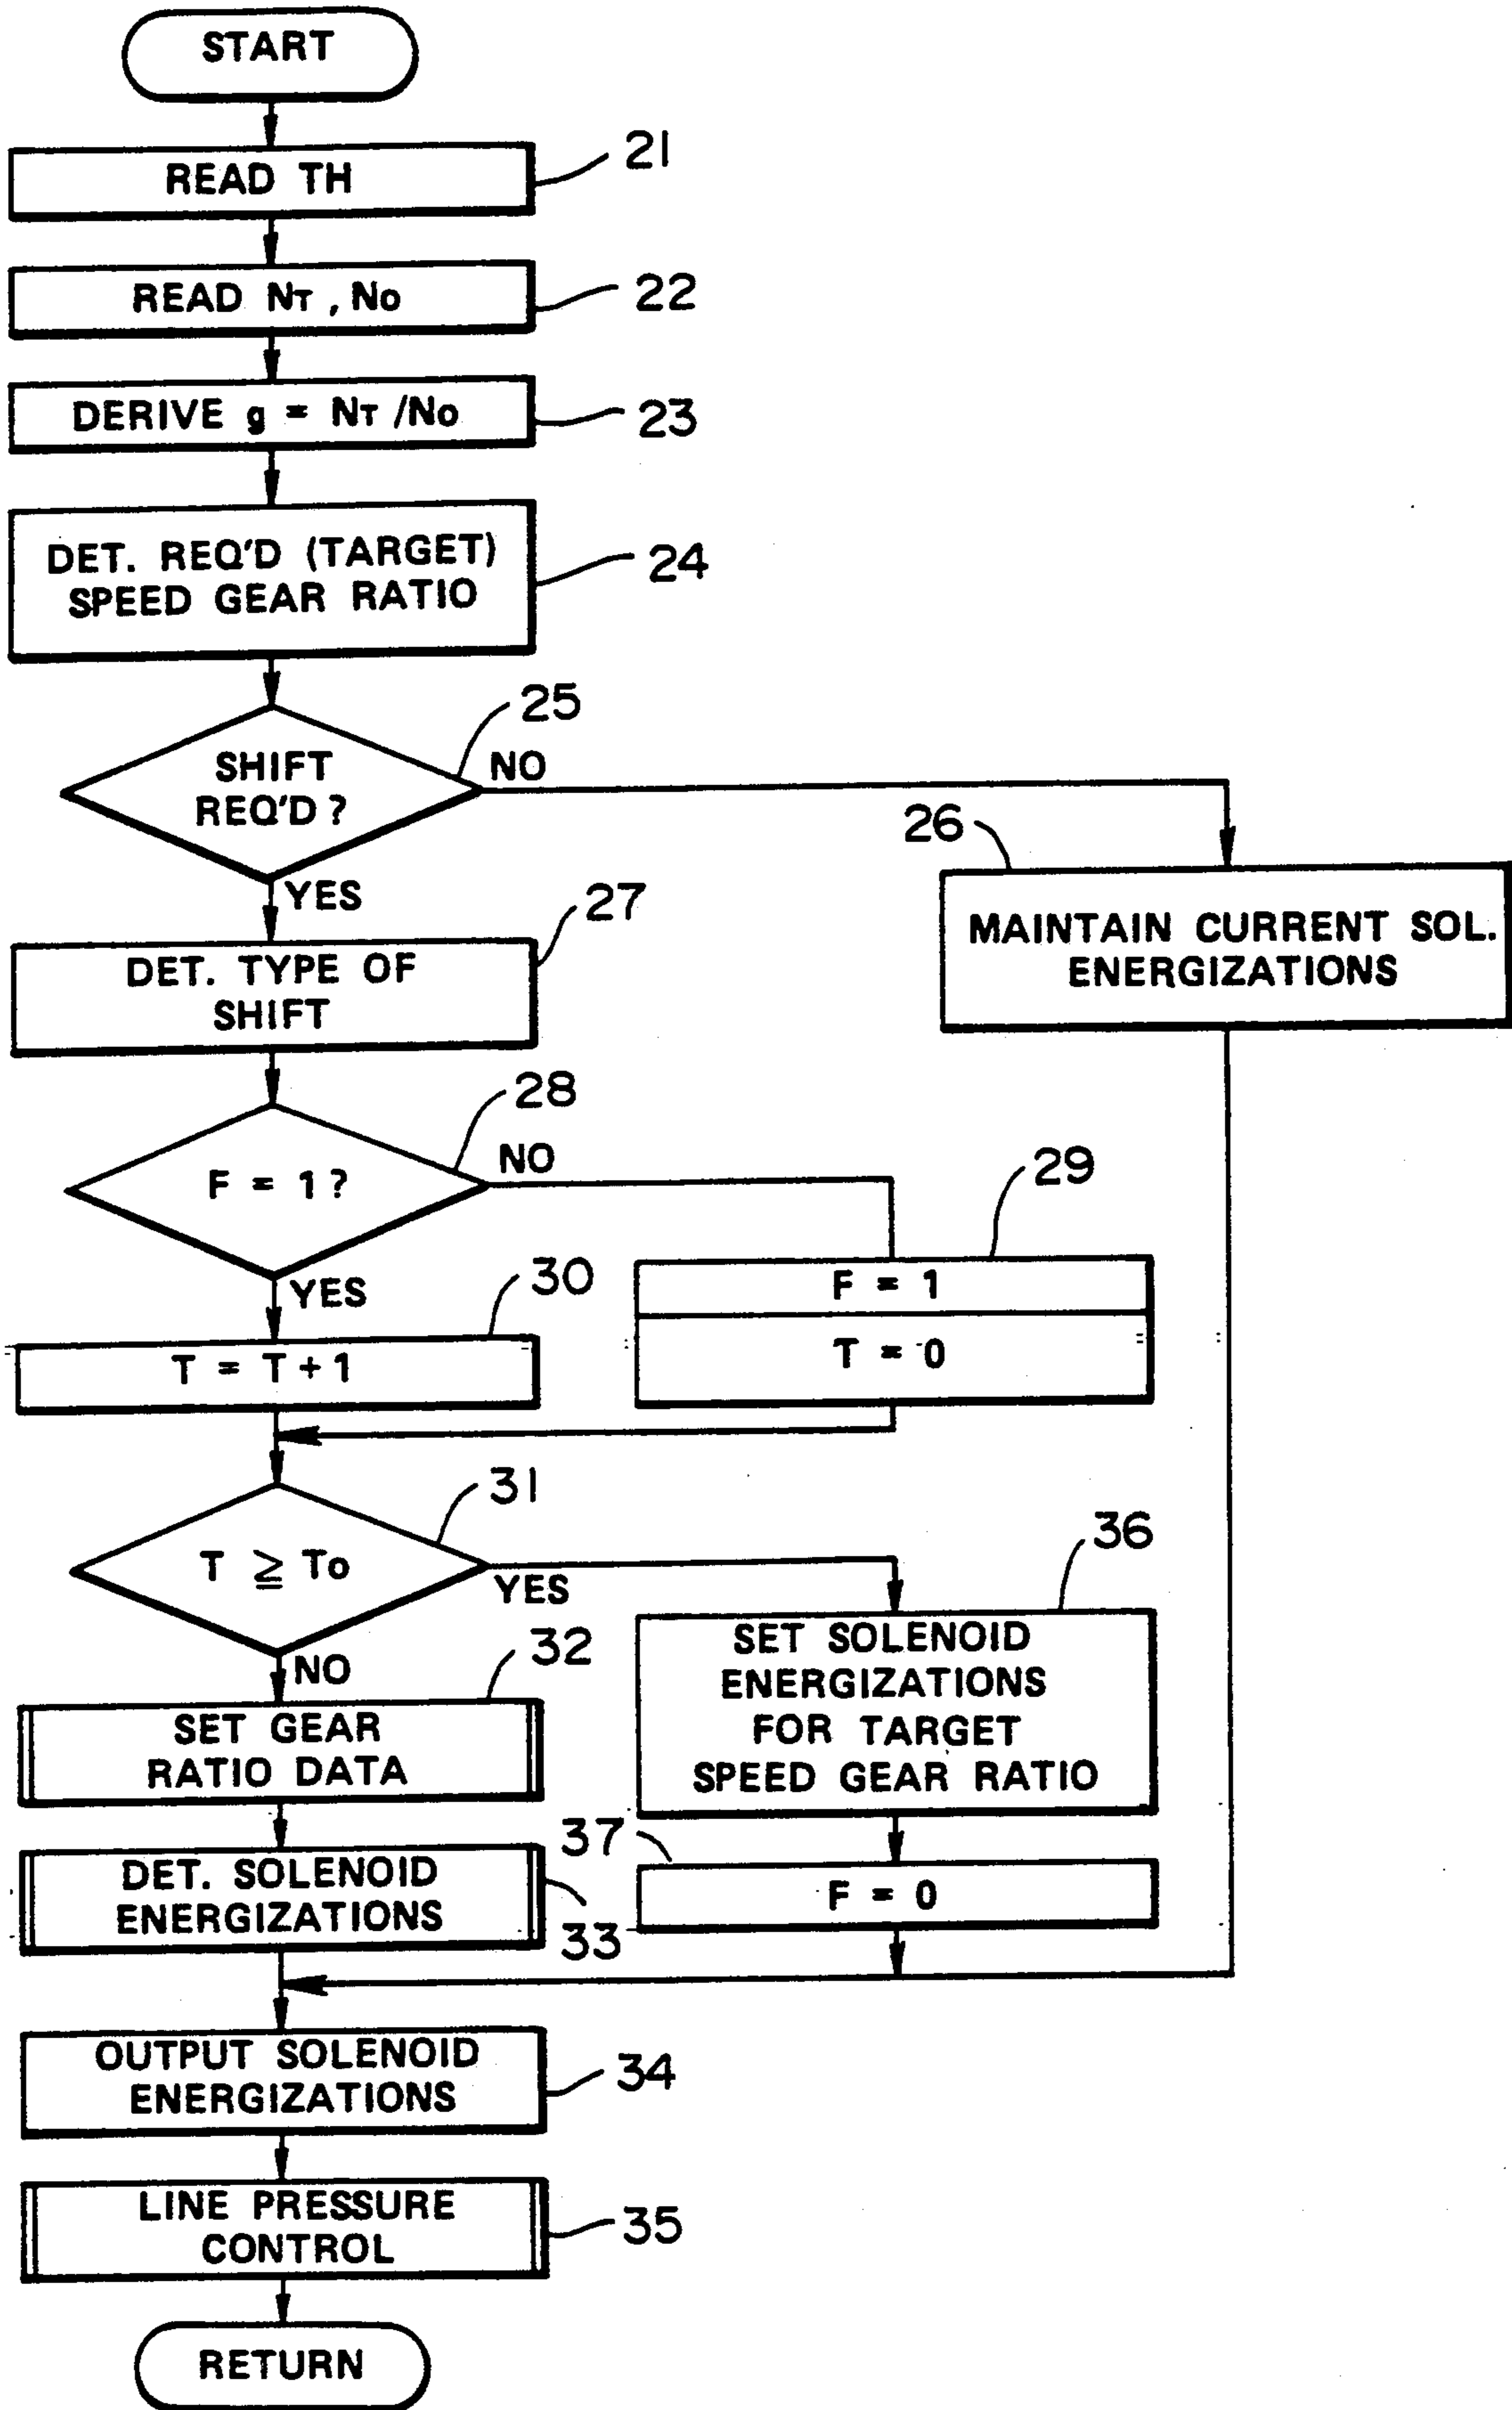 START
READ TH
21
READ NT , NO
22
DERIVE g = NT /NO
23
DET. REQ'D (TARGET)
SPEED GEAR RATIO
24
25
SHIFT
REQ'D ?
NO
YES
26
MAINTAIN CURRENT SOL.
ENERGIZATIONS
27
DET. TYPE OF
SHIFT
28
F = 1 ?
NO
YES
29
F = 1
T = 0
30
T = T + 1
31
T ≧ To
YES
NO
32
SET GEAR
RATIO DATA
36
SET SOLENOID
ENERGIZATIONS
FOR TARGET
SPEED GEAR RATIO
37
F = 0
DET. SOLENOID
ENERGIZATIONS
33
OUTPUT SOLENOID
ENERGIZATIONS
34
LINE PRESSURE
CONTROL
35
RETURN